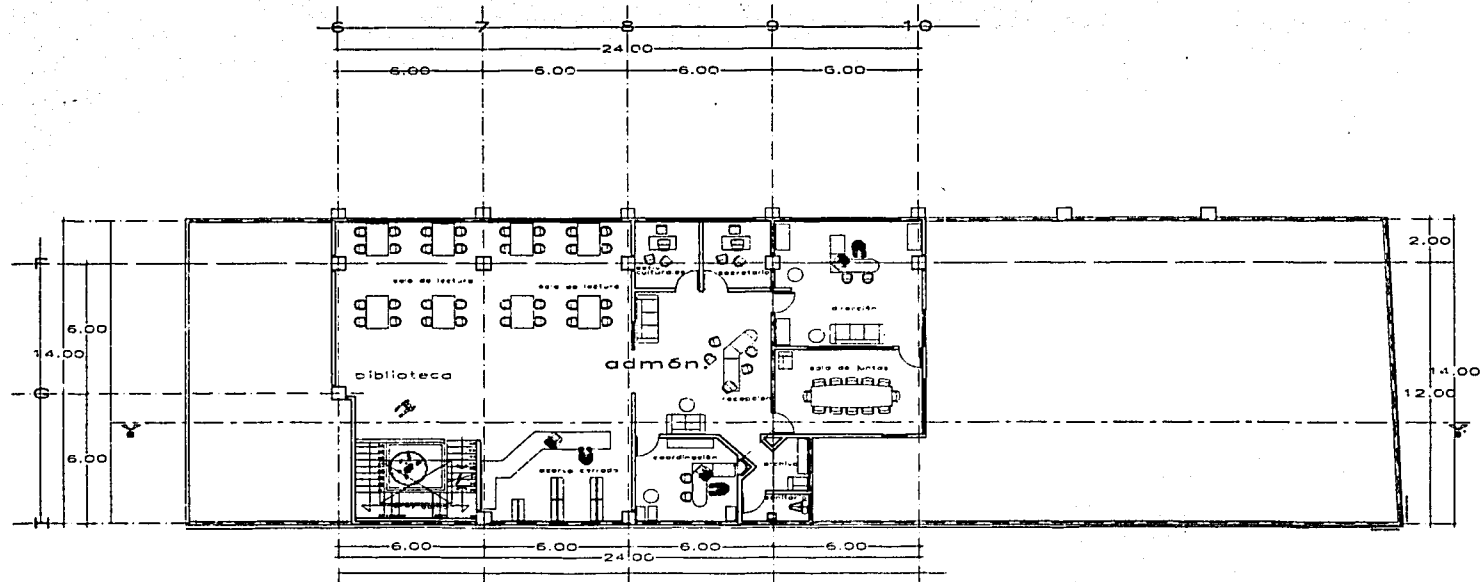 6 7 8 9 10
24.00
6.00 6.00 6.00 6.00
2.00
sala de lectura sala de lectura
culturales secretario
dirección
6.00
14.00
admón.
sala de juntas
biblioteca
14.00
12.00
recepción
G
Y Y
6.00
coordinación
acervo cerrado
archivo
6.00 6.00 6.00 6.00
24.00